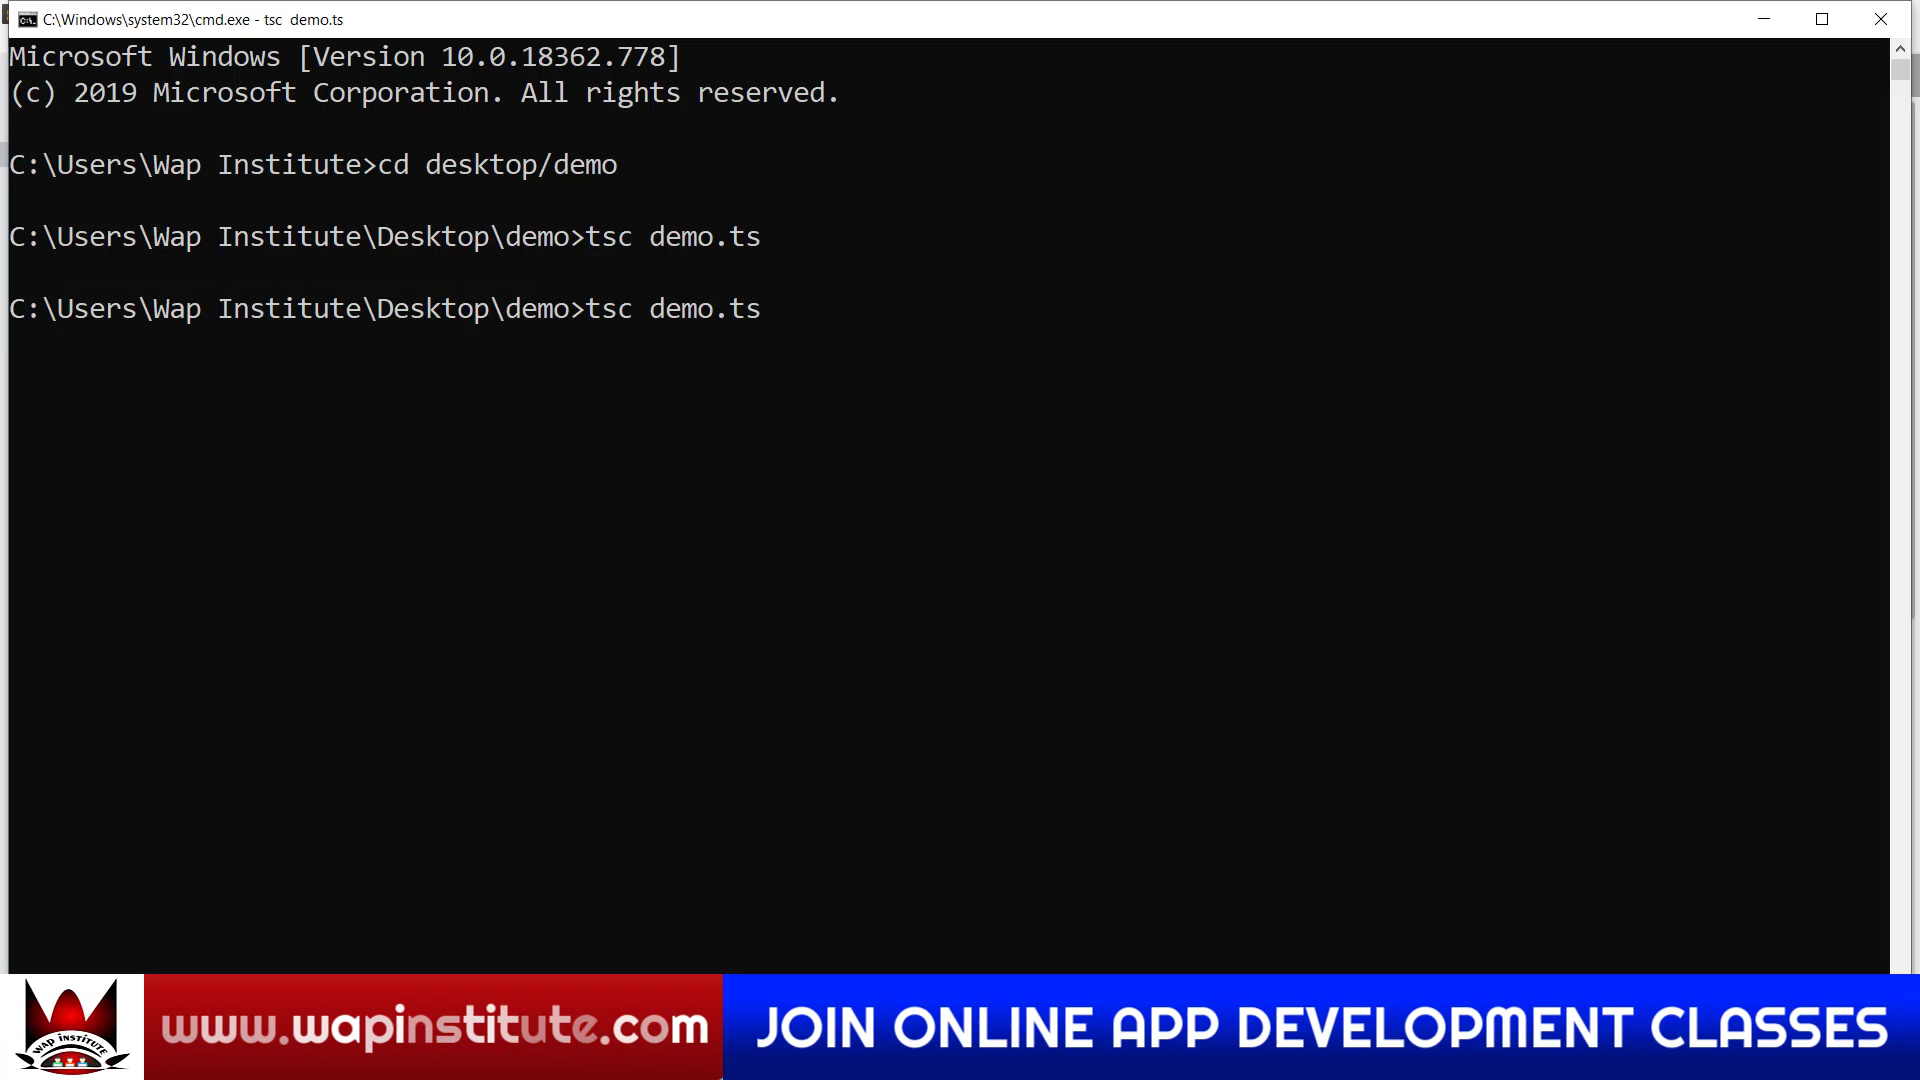 C:\Windows\system32\cmd.exe - tsc  demo.ts
Microsoft Windows [Version 10.0.18362.778]
(c) 2019 Microsoft Corporation. All rights reserved.
C:\Users\Wap Institute>cd desktop/demo
C:\Users\Wap Institute\Desktop\demo>tsc demo.ts
C:\Users\Wap Institute\Desktop\demo>tsc demo.ts
WAP INSTITUTE
www.wapinstitute.com
JOIN ONLINE APP DEVELOPMENT CLASSES